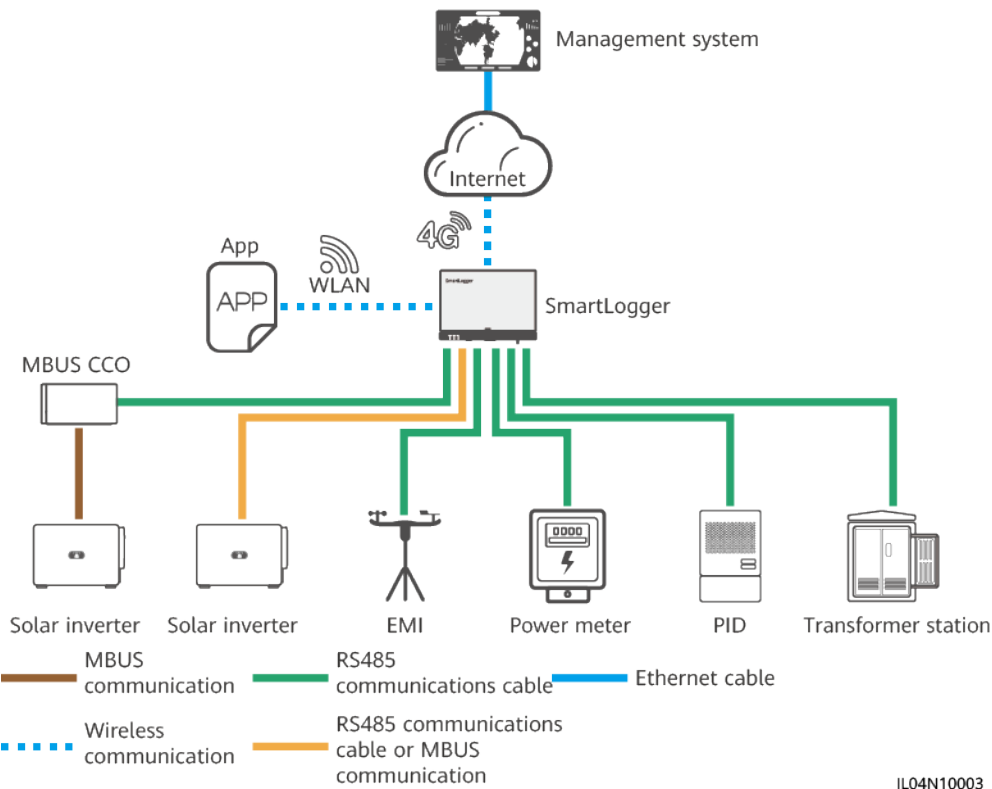 Management system
Internet
4G
App
WLAN
APP
SmartLogger
SmartLogger
MBUS CCO
Solar inverter
Solar inverter
EMI
Power meter
PID
Transformer station
MBUS
communication
RS485
communications cable
Ethernet cable
Wireless
communication
RS485 communications
cable or MBUS
communication
IL04N10003